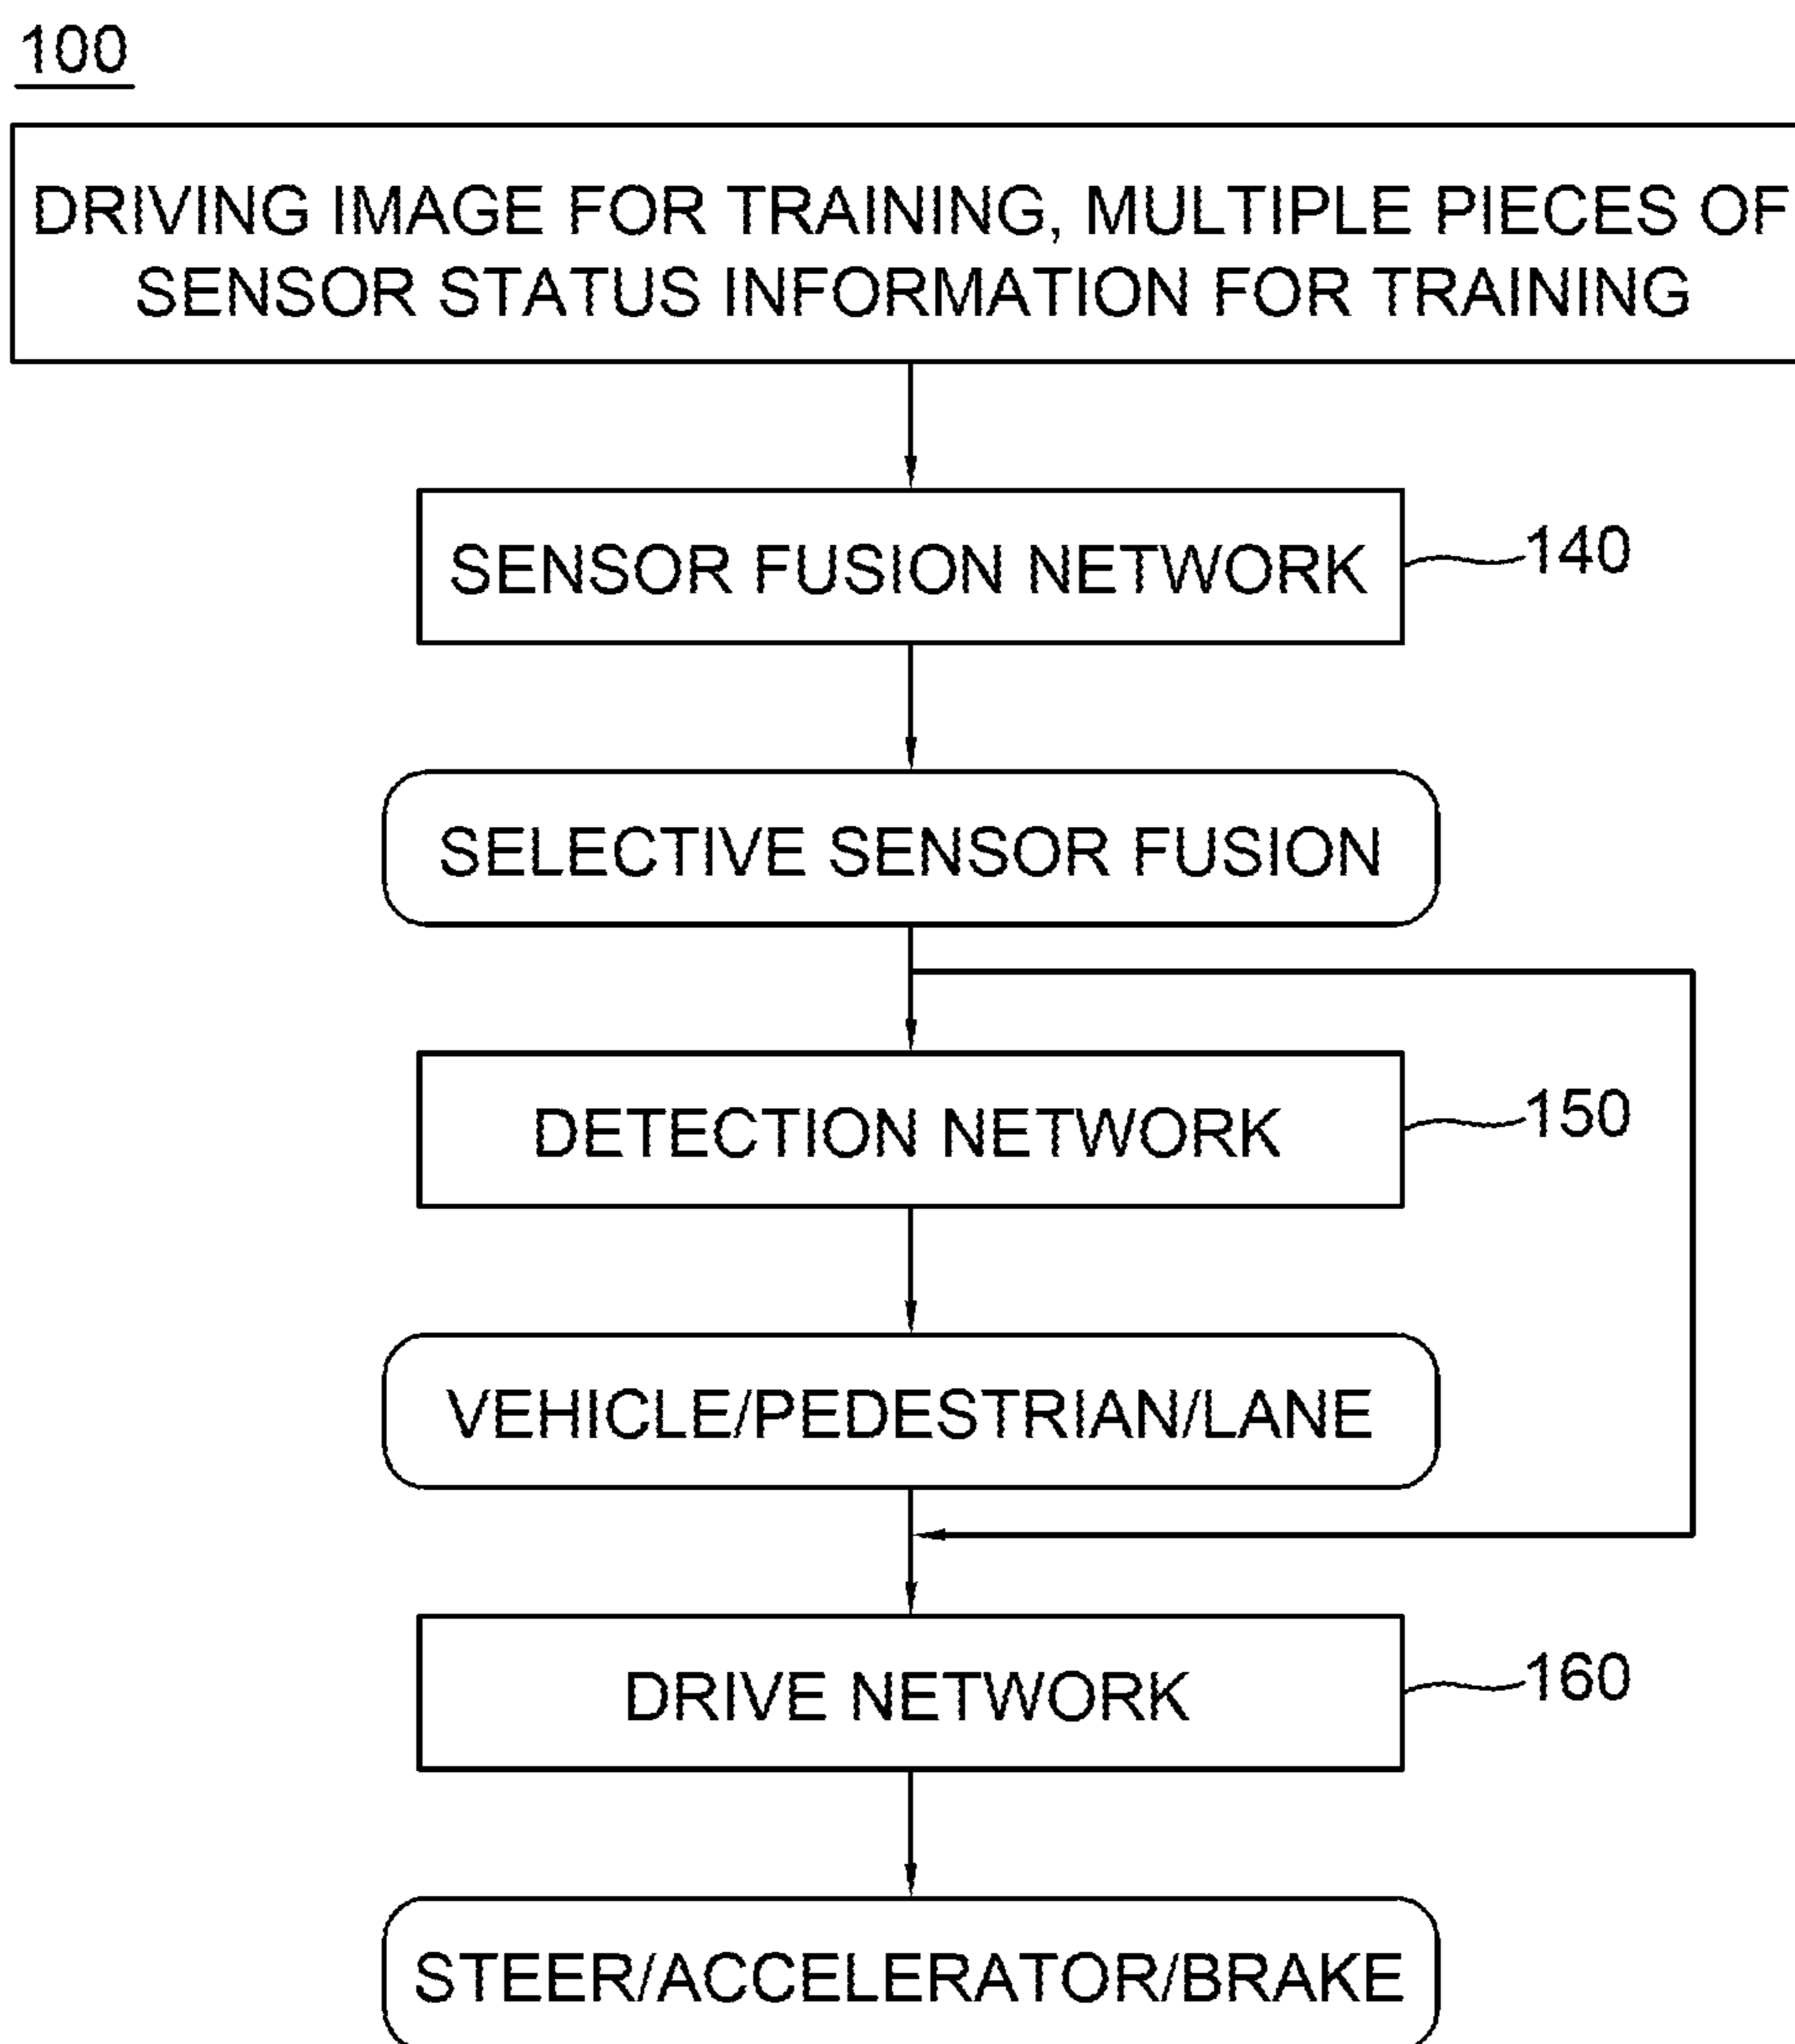 100
DRIVING IMAGE FOR TRAINING, MULTIPLE PIECES OF
SENSOR STATUS INFORMATION FOR TRAINING
SENSOR FUSION NETWORK
140
SELECTIVE SENSOR FUSION
DETECTION NETWORK
150
VEHICLE/PEDESTRIAN/LANE
DRIVE NETWORK
160
STEER/ACCELERATOR/BRAKE